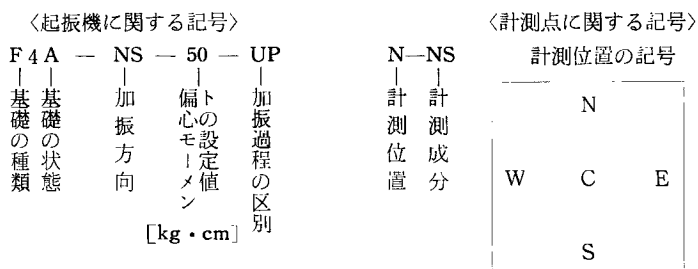 〈起振機に関する記号〉
F4A — NS — 50 — UP
基礎の種類
基礎の状態
加振方向
偏心モーメントの設定値
[kg・cm]
加振過程の区別
〈計測点に関する記号〉
N—NS
計測位置
計測成分
計測位置の記号
N
W C E
S